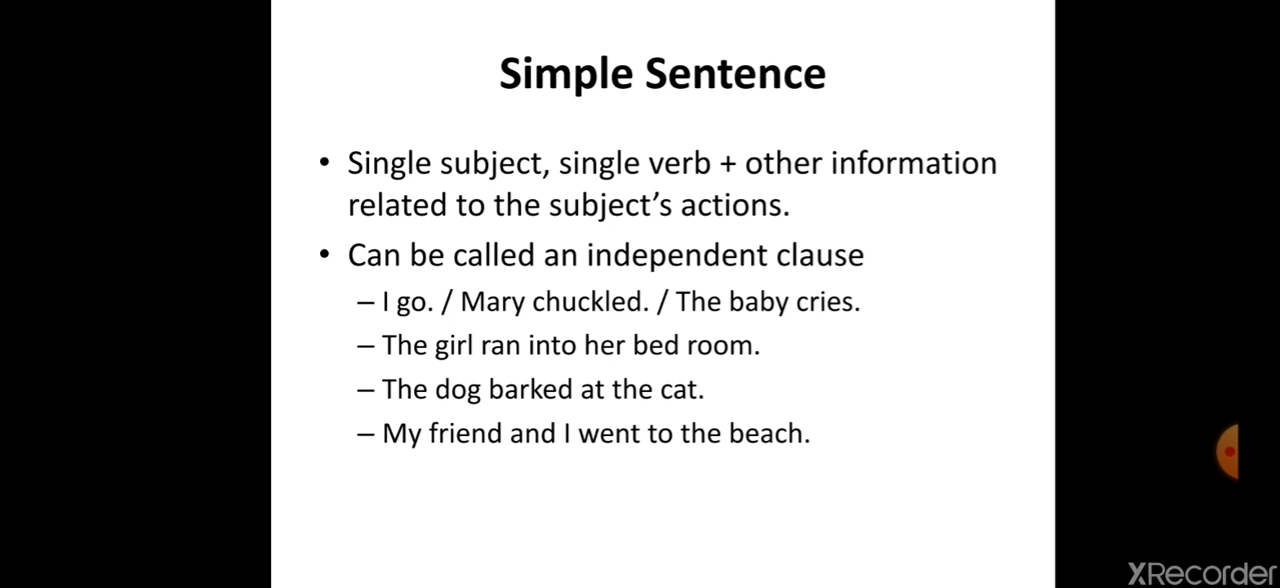 Simple Sentence
• Single subject, single verb + other information
related to the subject’s actions.
• Can be called an independent clause
– I go. / Mary chuckled. / The baby cries.
– The girl ran into her bed room.
– The dog barked at the cat.
– My friend and I went to the beach.
XRecorder